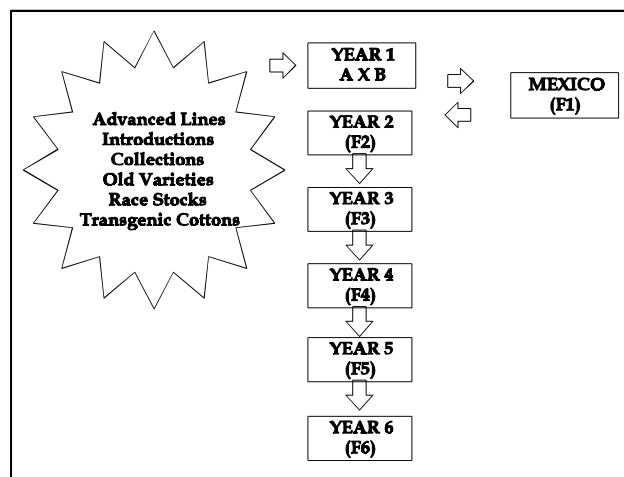 Advanced Lines
Introductions
Collections
Old Varieties
Race Stocks
Transgenic Cottons
YEAR 1
A X B
MEXICO
(F1)
YEAR 2
(F2)
YEAR 3
(F3)
YEAR 4
(F4)
YEAR 5
(F5)
YEAR 6
(F6)